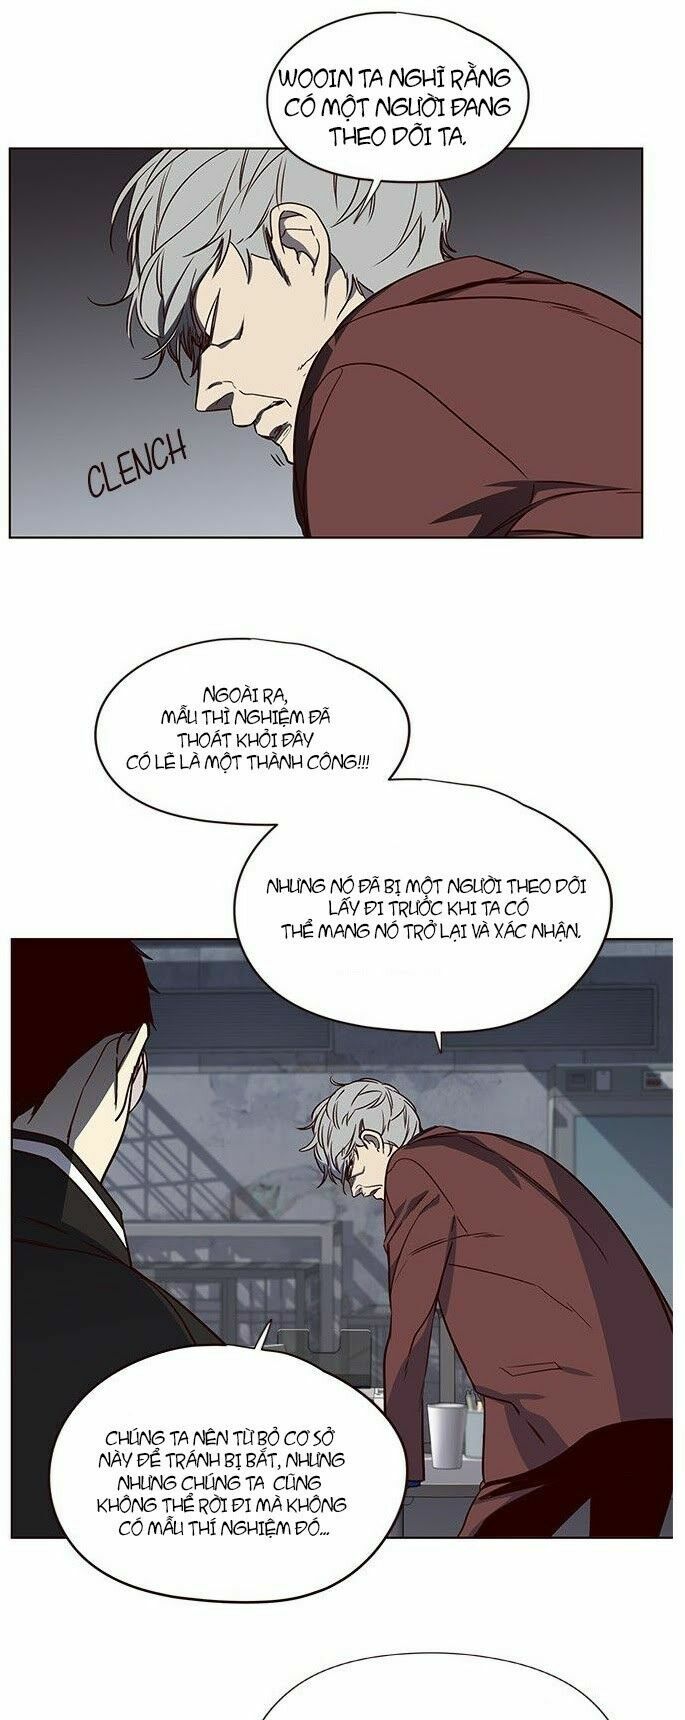 WOOIN TA NGHĨ RẰNG
CÓ MỘT NGƯỜI ĐANG
THEO DÕI TA.
CLENCH
NGOÀI RA,
MẪU THÌ NGHIỆM ĐÃ
THOÁT KHỎI ĐÂY
CÓ LẼ LÀ MỘT THÀNH CÔNG!!!
NHƯNG NÓ ĐÃ BỊ MỘT NGƯỜI THEO DÕI
LẤY ĐI TRƯỚC KHI TA CÓ
THỂ MANG NÓ TRỞ LẠI VÀ XÁC NHẬN.
CHÚNG TA NÊN TỪ BỎ CƠ SỞ
NÀY ĐỂ TRÁNH BỊ BẮT, NHƯNG
NHƯNG CHÚNG TA CŨNG
KHÔNG THỂ RỜI ĐI MÀ KHÔNG
CÓ MẪU THÍ NGHIỆM ĐÓ...